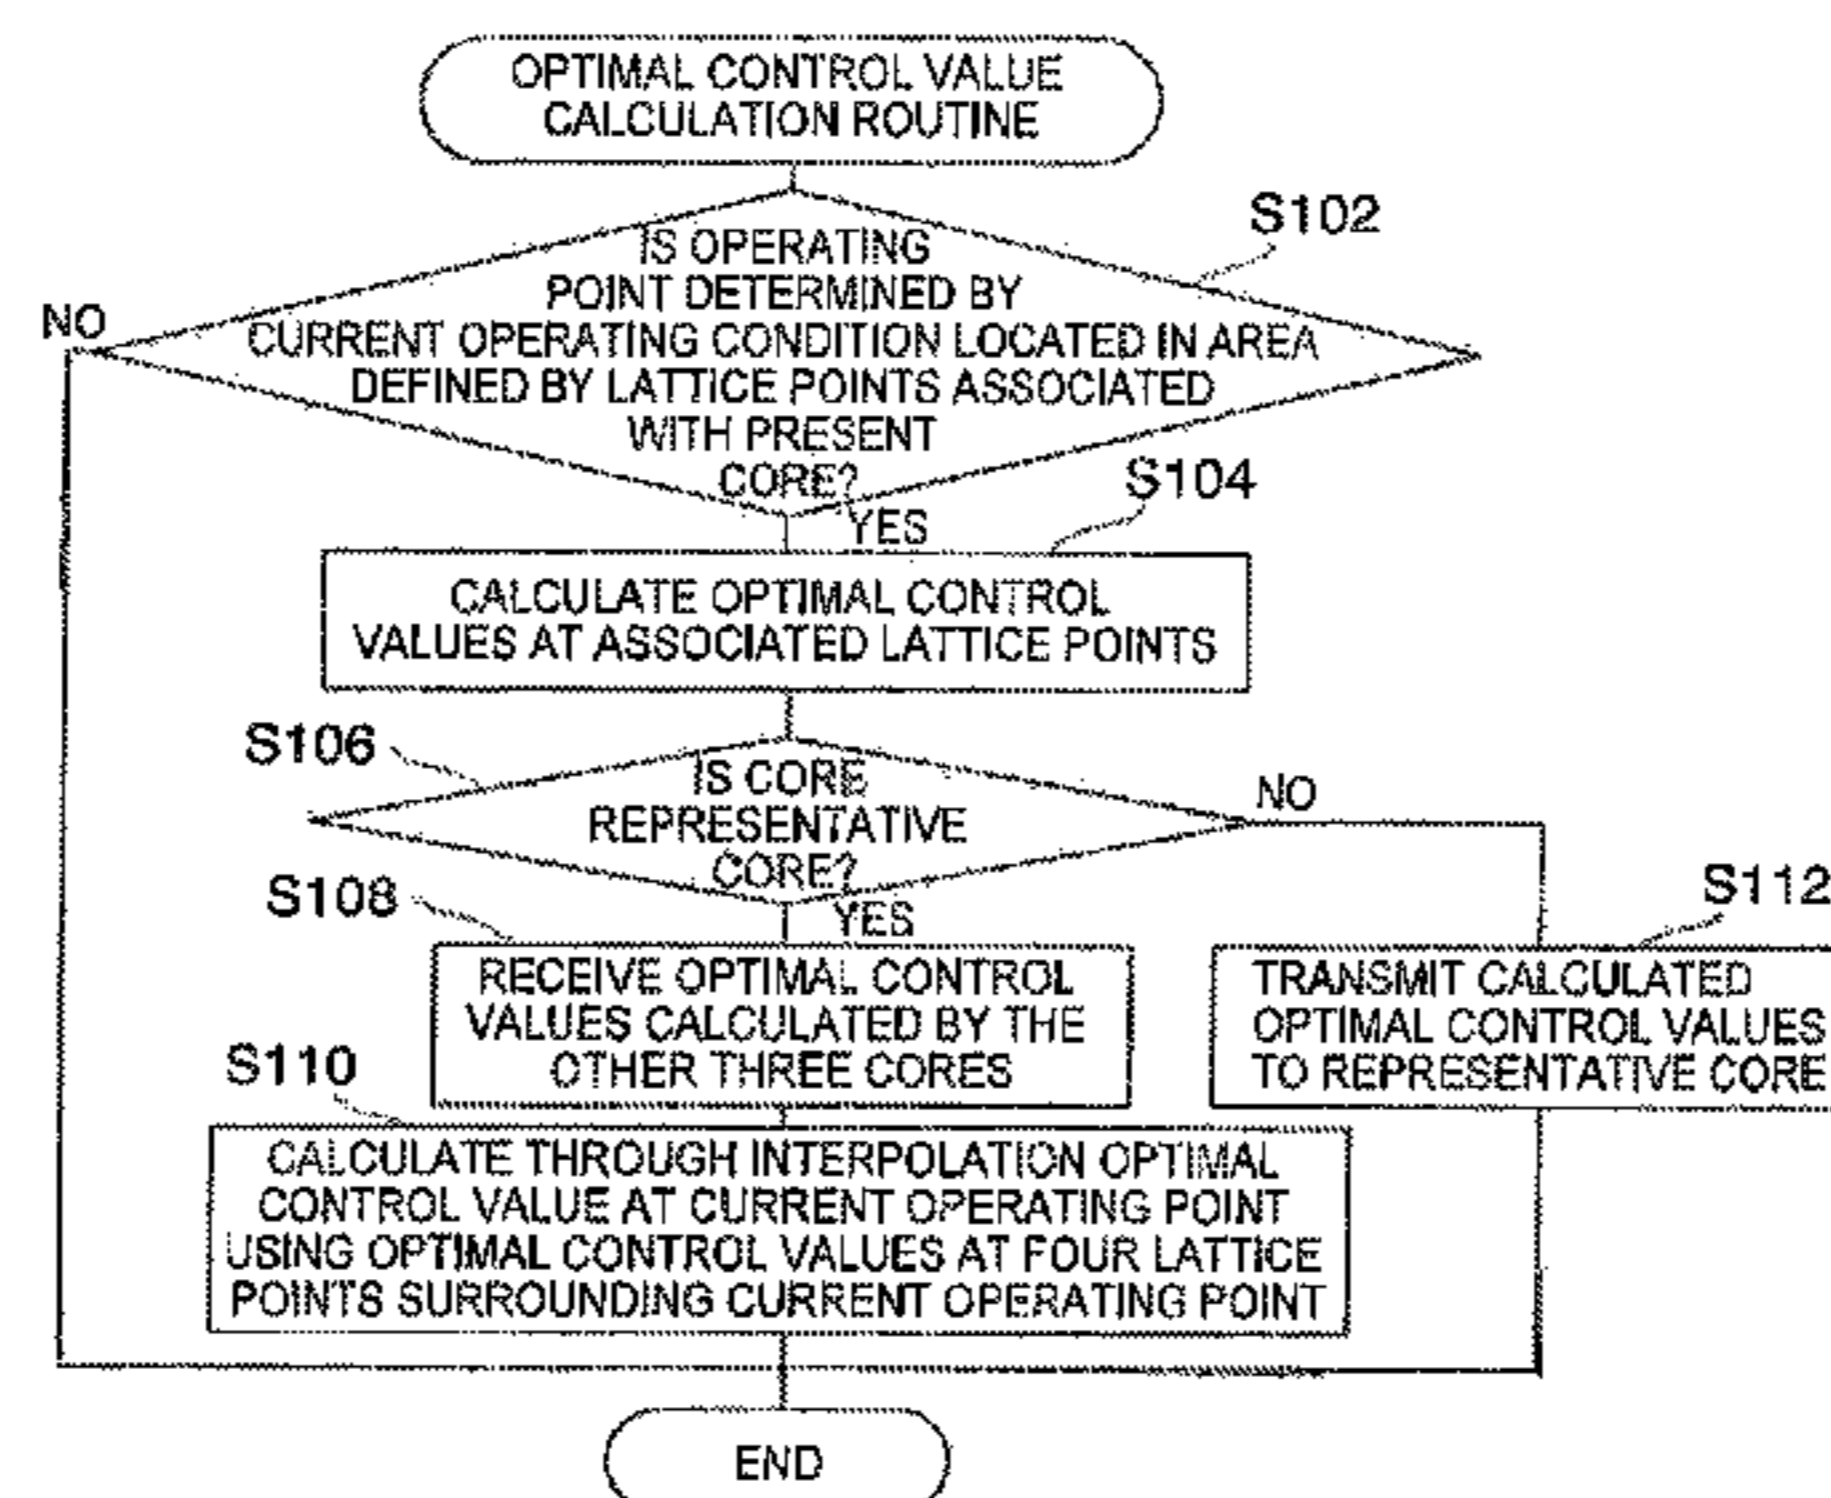 OPTIMAL CONTROL VALUE
CALCULATION ROUTINE
S102
IS OPERATING
POINT DETERMINED BY
CURRENT OPERATING CONDITION LOCATED IN AREA
DEFINED BY LATTICE POINTS ASSOCIATED
WITH PRESENT
CORE?
NO
YES
S104
CALCULATE OPTIMAL CONTROL
VALUES AT ASSOCIATED LATTICE POINTS
S106
IS CORE
REPRESENTATIVE
CORE?
NO
YES
S108
RECEIVE OPTIMAL CONTROL
VALUES CALCULATED BY THE
OTHER THREE CORES
S112
TRANSMIT CALCULATED
OPTIMAL CONTROL VALUES
TO REPRESENTATIVE CORE
S110
CALCULATE THROUGH INTERPOLATION OPTIMAL
CONTROL VALUE AT CURRENT OPERATING POINT
USING OPTIMAL CONTROL VALUES AT FOUR LATTICE
POINTS SURROUNDING CURRENT OPERATING POINT
END